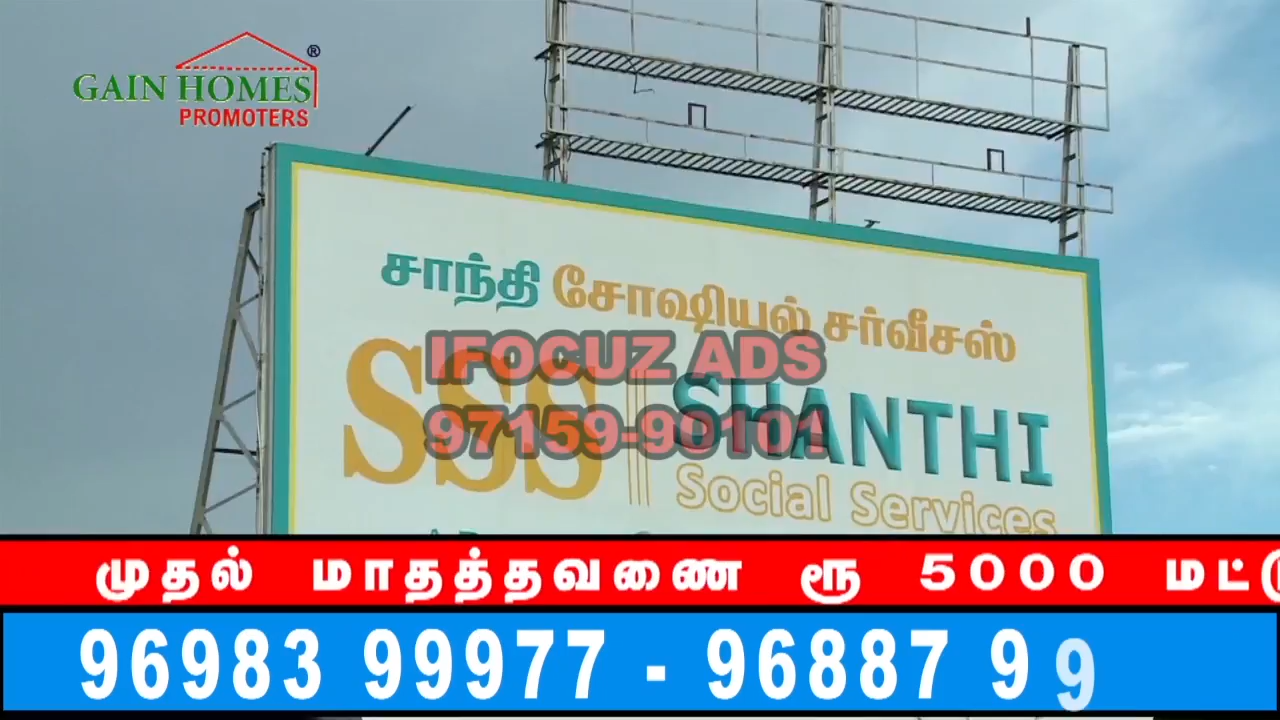 GAIN HOMES®
PROMOTERS
சாந்தி சோஷியல் சர்வீசஸ்
SSS SHANTHI
Social Services
IFOCUZ ADS
97159-90101
முதல் மாதத்தவணை ரூ 5000
96983 99977 - 96887 99